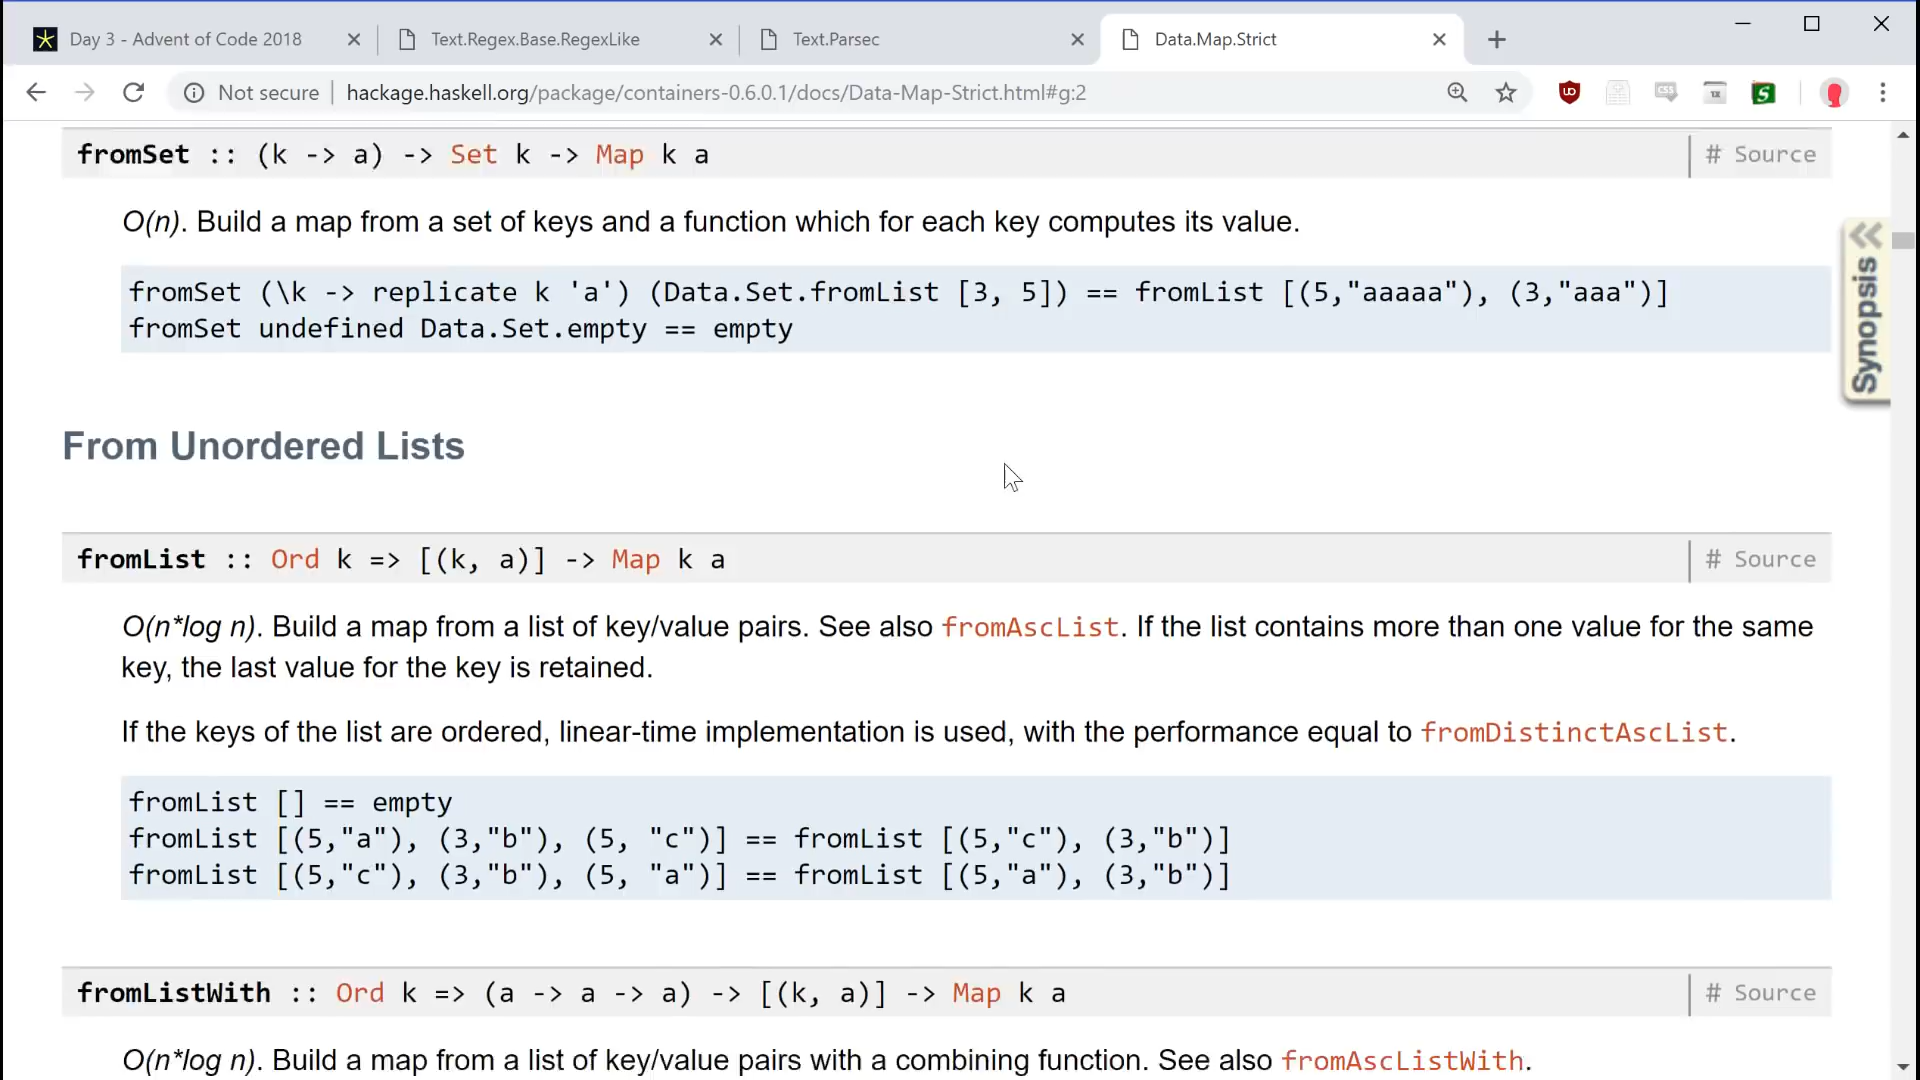 Day 3 - Advent of Code 2018
Text.Regex.Base.RegexLike
Text.Parsec
Data.Map.Strict
Not secure | hackage.haskell.org/package/containers-0.6.0.1/docs/Data-Map-Strict.html#g:2
fromSet :: (k -> a) -> Set k -> Map k a
# Source
O(n). Build a map from a set of keys and a function which for each key computes its value.
fromSet (\k -> replicate k 'a') (Data.Set.fromList [3, 5]) == fromList [(5,"aaaaa"), (3,"aaa")]
fromSet undefined Data.Set.empty == empty
Synopsis
From Unordered Lists
fromList :: Ord k => [(k, a)] -> Map k a
# Source
O(n*log n). Build a map from a list of key/value pairs. See also fromAscList. If the list contains more than one value for the same
key, the last value for the key is retained.
If the keys of the list are ordered, linear-time implementation is used, with the performance equal to fromDistinctAscList.
fromList [] == empty
fromList [(5,"a"), (3,"b"), (5, "c")] == fromList [(5,"c"), (3,"b")]
fromList [(5,"c"), (3,"b"), (5, "a")] == fromList [(5,"a"), (3,"b")]
fromListWith :: Ord k => (a -> a -> a) -> [(k, a)] -> Map k a
# Source
O(n*log n). Build a map from a list of key/value pairs with a combining function. See also fromAscListWith.